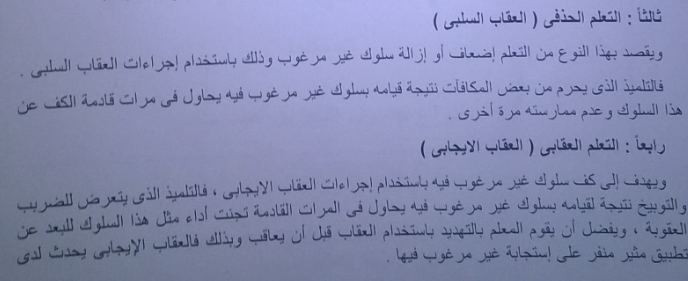 ثالثاً : التعلم الحذفى ( العقاب السلبى )
ويقصد بهذا النوع من التعلم إضعاف أو إزالة سلوك غير مرغوب وذلك باستخدام إجراءات العقاب السلبى .
فالتلميذ الذى يحرم من بعض المكافآت نتيجة قيامه بسلوك غير مرغوب فيه يحاول فى مرات قادمة الكف عن
هذا السلوك وعدم ممارسته مرة أخرى .
رابعاً : التعلم العقابى ( العقاب الايجابى )
ويهدف إلى كف سلوك غير مرغوب فيه باستخدام إجراءات العقاب الايجابى ، فالتلميذ الذى يتعرض للضريب
والتوبيخ نتيجة لقيامه بسلوك غير مرغوب فيه يحاول فى المرات القادمة تجنت أداء مثل هذا السلوك للبعد عن
العقوبة ، ويفضل أن يقوم المعلم بالتهديد باستخدام العقاب قبل أن يعاقب وبذلك فالعقاب الإيجابى يحدث لدى
تطبيق مثير منفر على إستجابة غير مرغوب فيها .